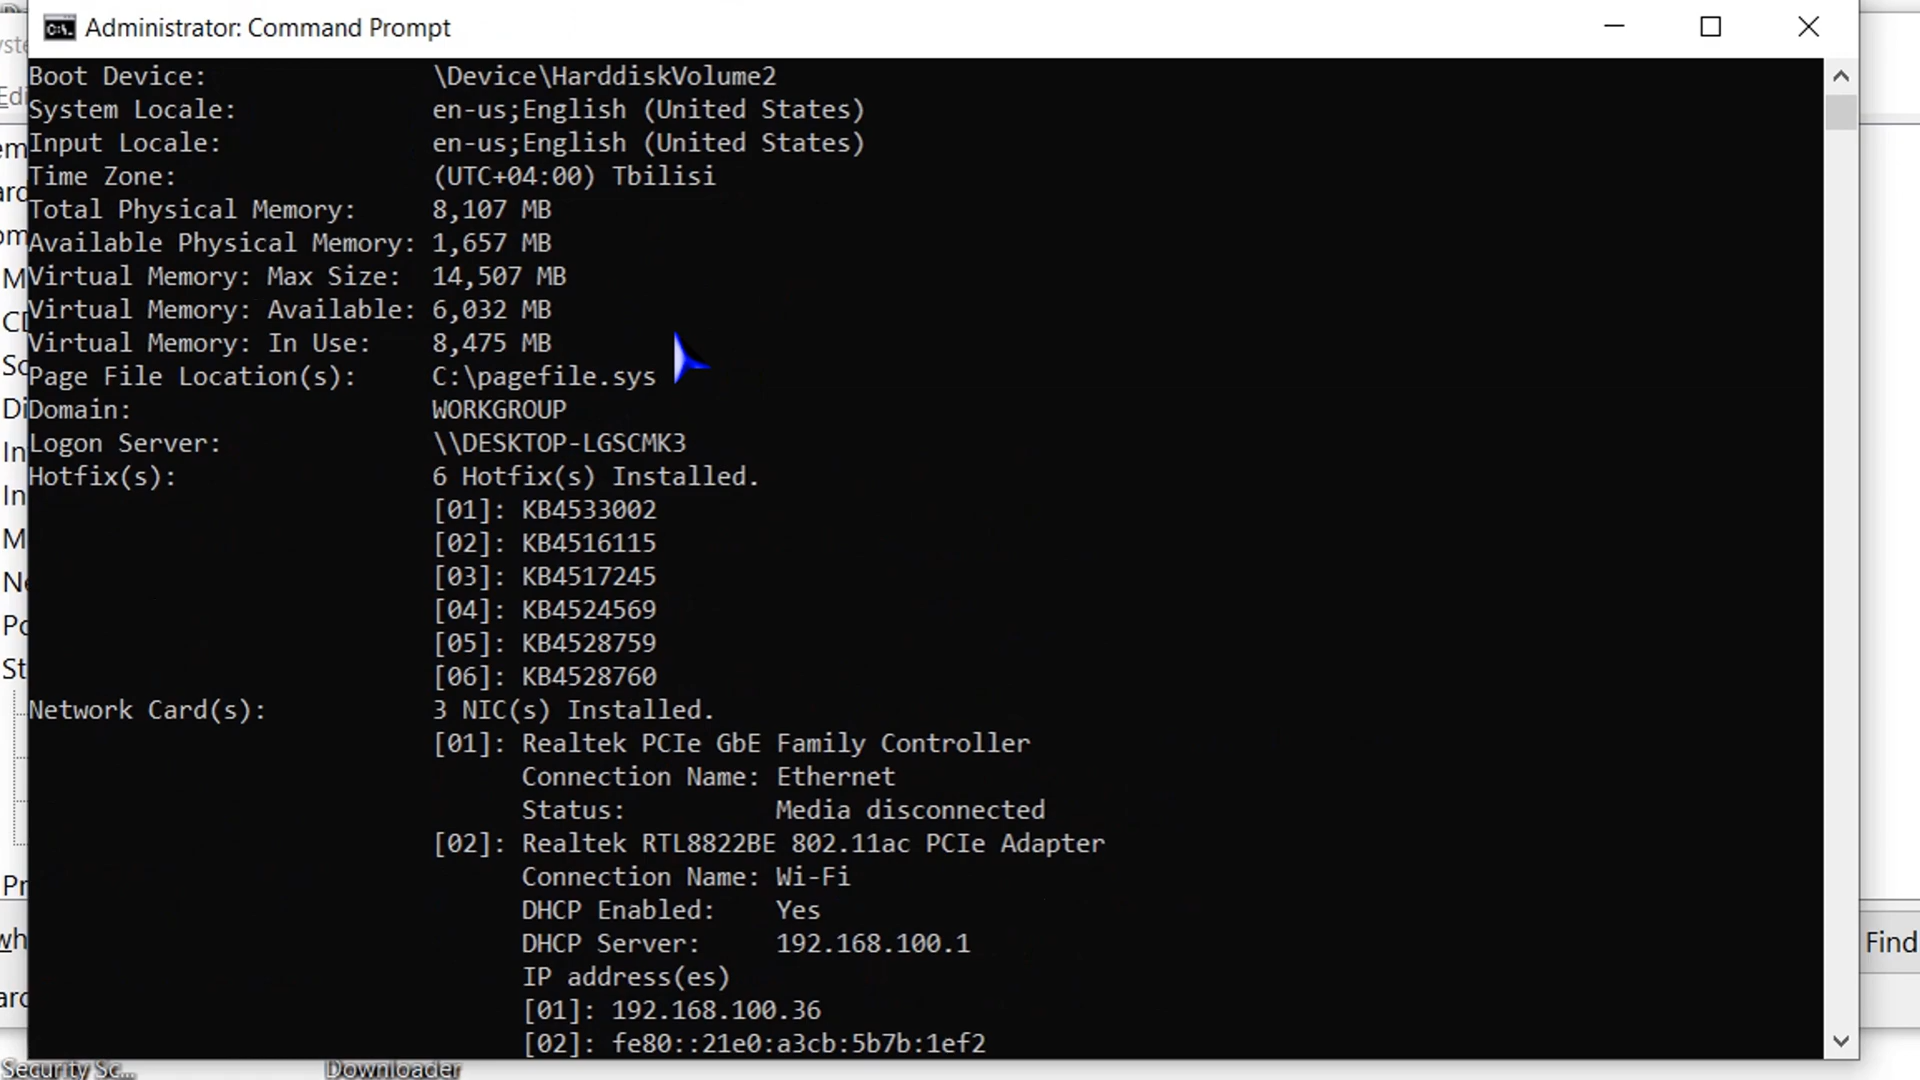 Administrator: Command Prompt
Boot Device: \Device\HarddiskVolume2
System Locale: en-us;English (United States)
Input Locale: en-us;English (United States)
Time Zone: (UTC+04:00) Tbilisi
Total Physical Memory: 8,107 MB
Available Physical Memory: 1,657 MB
Virtual Memory: Max Size: 14,507 MB
Virtual Memory: Available: 6,032 MB
Virtual Memory: In Use: 8,475 MB
Page File Location(s): C:\pagefile.sys
Domain: WORKGROUP
Logon Server: \\DESKTOP-LGSCMK3
Hotfix(s): 6 Hotfix(s) Installed.
[01]: KB4533002
[02]: KB4516115
[03]: KB4517245
[04]: KB4524569
[05]: KB4528759
[06]: KB4528760
Network Card(s): 3 NIC(s) Installed.
[01]: Realtek PCIe GbE Family Controller
Connection Name: Ethernet
Status: Media disconnected
[02]: Realtek RTL8822BE 802.11ac PCIe Adapter
Connection Name: Wi-Fi
DHCP Enabled: Yes
DHCP Server: 192.168.100.1
IP address(es)
[01]: 192.168.100.36
[02]: fe80::21e0:a3cb:5b7b:1ef2
Find
Security Sc...
Downloader